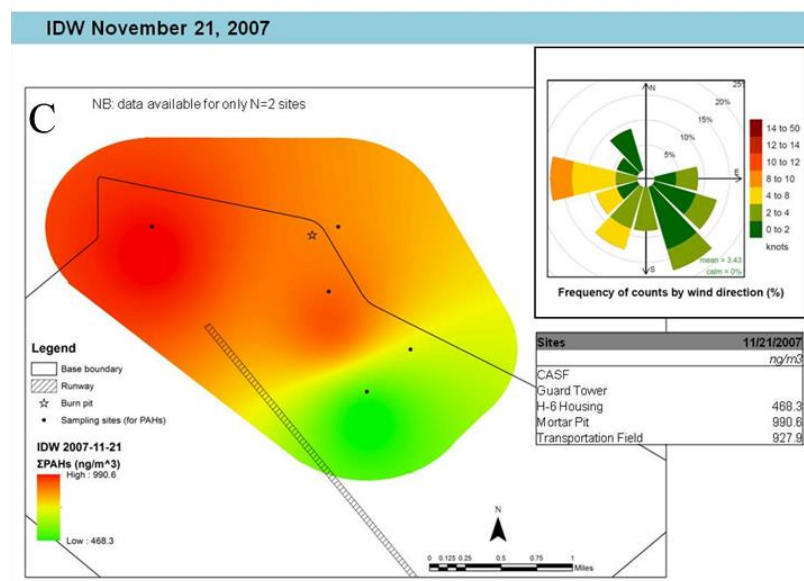 IDW November 21, 2007
C
NB: data available for only N=2 sites
N
25%
20%
15%
10%
5%
E
S
mean = 3.43
calm = 0%
14 to 50
12 to 14
10 to 12
8 to 10
4 to 8
2 to 4
0 to 2
knots
Frequency of counts by wind direction (%)
Sites 11/21/2007
ng/m3
CASF
Guard Tower
H-6 Housing 468.3
Mortar Pit 990.6
Transportation Field 927.9
Legend
Base boundary
Runway
Burn pit
Sampling sites (for PAHs)
IDW 2007-11-21
ΣPAHs (ng/m^3)
High : 990.6
Low : 468.3
N
0 0.125 0.25 0.5 0.75 1
Miles